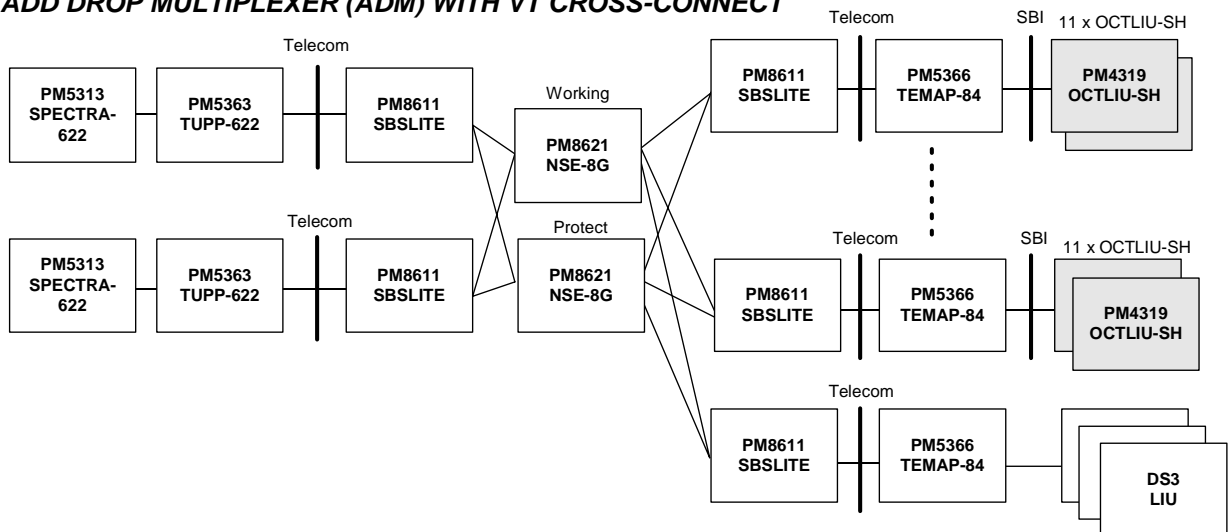 ADD DROP MULTIPLEXER (ADM) WITH VT CROSS-CONNECT
Telecom
PM5313
SPECTRA-
622
PM5363
TUPP-622
PM8611
SBSLITE
Working
PM8621
NSE-8G
Telecom
SBI
11 x OCTLIU-SH
PM8611
SBSLITE
PM5366
TEMAP-84
PM4319
OCTLIU-SH
Telecom
PM5313
SPECTRA-
622
PM5363
TUPP-622
PM8611
SBSLITE
Protect
PM8621
NSE-8G
Telecom
SBI
11 x OCTLIU-SH
PM8611
SBSLITE
PM5366
TEMAP-84
PM4319
OCTLIU-SH
Telecom
PM8611
SBSLITE
PM5366
TEMAP-84
DS3
LIU